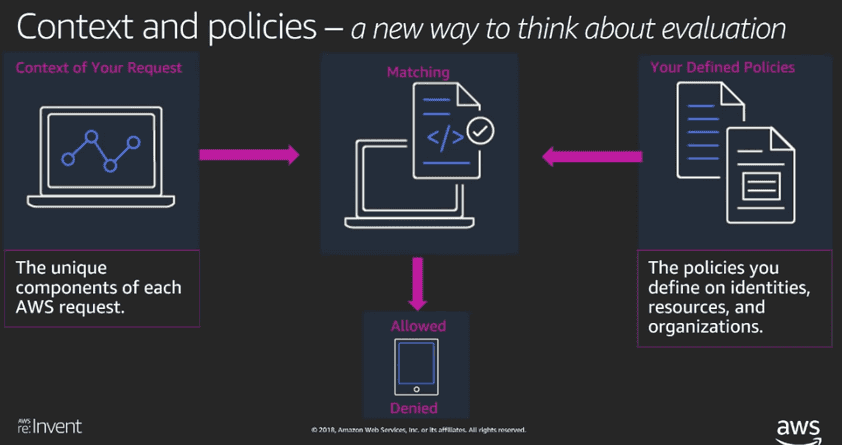 Context and policies – a new way to think about evaluation
Context of Your Request
Matching
Your Defined Policies
</>
The unique
components of each
AWS request.
The policies you
define on identities,
resources, and
organizations.
Allowed
Denied
AWS
re:Invent
© 2018, Amazon Web Services, Inc. or its affiliates. All rights reserved.
aws